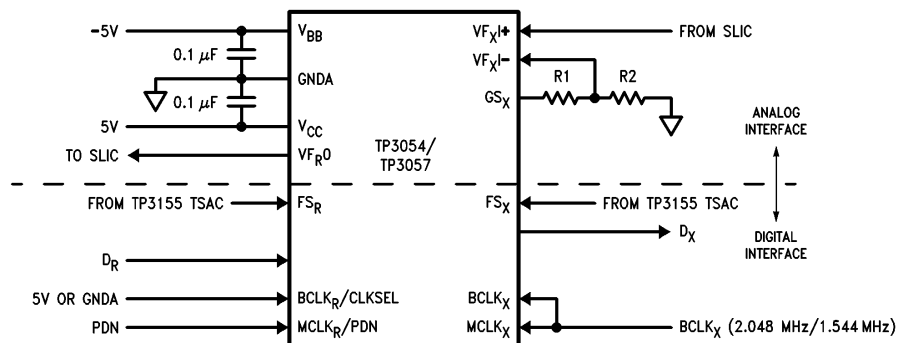 -5V
V_BB
VF_XI+
FROM SLIC
0.1 μF
VF_XI-
GNDA
R1
R2
GS_X
0.1 μF
ANALOG
INTERFACE
5V
V_CC
TP3054/
TP3057
TO SLIC
VF_RO
FROM TP3155 TSAC
FS_R
FS_X
FROM TP3155 TSAC
D_X
DIGITAL
INTERFACE
D_R
5V OR GNDA
BCLK_R/CLKSEL
BCLK_X
PDN
MCLK_R/PDN
MCLK_X
BCLK_X (2.048 MHz/1.544 MHz)